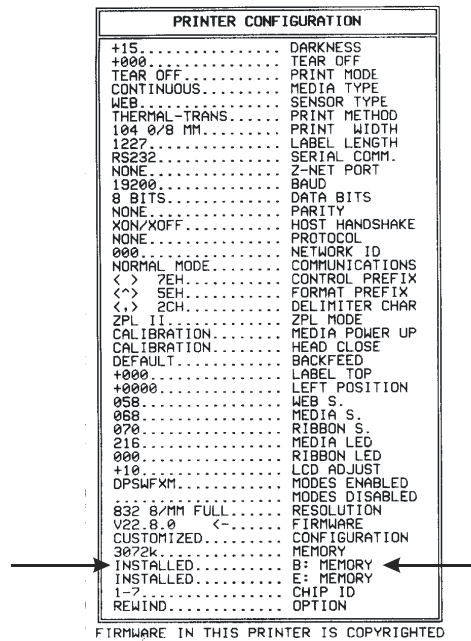 PRINTER CONFIGURATION
+15................. DARKNESS
+000................ TEAR OFF
TEAR OFF............ PRINT MODE
CONTINUOUS.......... MEDIA TYPE
WEB................. SENSOR TYPE
THERMAL-TRANS....... PRINT METHOD
104 0/8 MM.......... PRINT WIDTH
1227................ LABEL LENGTH
RS232............... SERIAL COMM.
NONE................ Z-NET PORT
19200............... BAUD
8 BITS.............. DATA BITS
NONE................ PARITY
XON/XOFF............ HOST HANDSHAKE
NONE................ PROTOCOL
000................. NETWORK ID
NORMAL MODE......... COMMUNICATIONS
< > 7EH............. CONTROL PREFIX
<^> 5EH............. FORMAT PREFIX
<,> 2CH............. DELIMITER CHAR
ZPL II.............. ZPL MODE
CALIBRATION......... MEDIA POWER UP
CALIBRATION......... HEAD CLOSE
DEFAULT............. BACKFEED
+000................ LABEL TOP
+0000............... LEFT POSITION
058................. WEB S.
068................. MEDIA S.
070................. RIBBON S.
216................. MEDIA LED
000................. RIBBON LED
+10................. LCD ADJUST
DPSWFXM............. MODES ENABLED
.................... MODES DISABLED
832 8/MM FULL....... RESOLUTION
V22.8.0 <-.......... FIRMWARE
CUSTOMIZED.......... CONFIGURATION
3072k............... MEMORY
INSTALLED........... B: MEMORY
INSTALLED........... E: MEMORY
1-7................. CHIP ID
REWIND.............. OPTION
FIRMWARE IN THIS PRINTER IS COPYRIGHTED